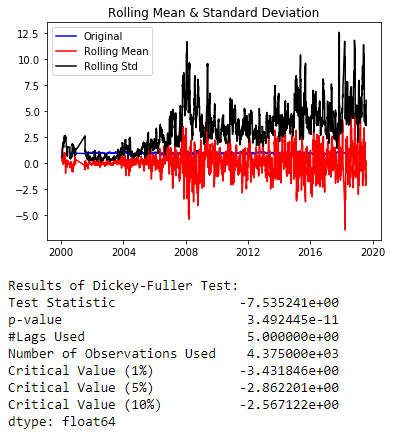 Rolling Mean & Standard Deviation
Original
Rolling Mean
Rolling Std
12.5
10.0
7.5
5.0
2.5
0.0
−2.5
−5.0
2000 2004 2008 2012 2016 2020
Results of Dickey-Fuller Test:
Test Statistic -7.535241e+00
p-value 3.492445e-11
#Lags Used 5.000000e+00
Number of Observations Used 4.375000e+03
Critical Value (1%) -3.431846e+00
Critical Value (5%) -2.862201e+00
Critical Value (10%) -2.567122e+00
dtype: float64